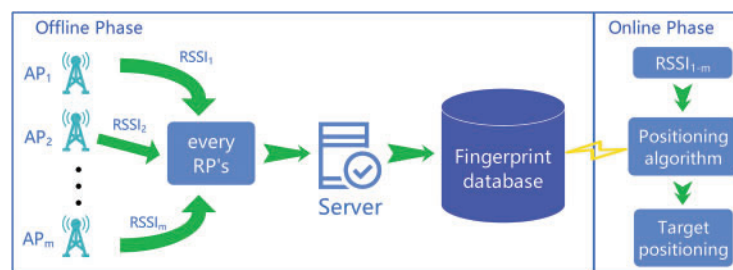 Offline Phase
AP₁
RSSI₁
AP₂
RSSI₂
every
RP's
APₘ
RSSIₘ
Server
Fingerprint
database
Online Phase
RSSI₁₋ₘ
Positioning
algorithm
Target
positioning